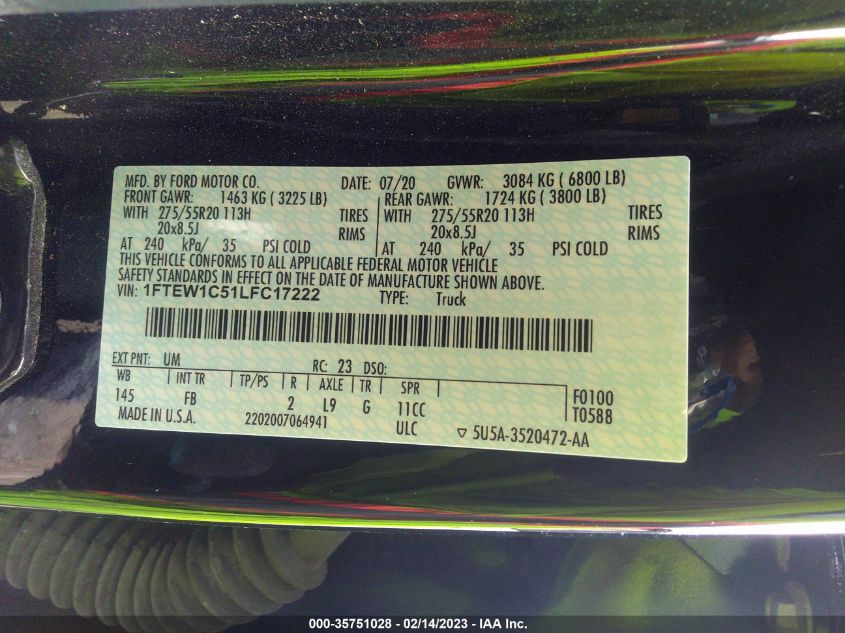 MFD. BY FORD MOTOR CO. DATE: 07/20 GVWR: 3084 KG ( 6800 LB)
FRONT GAWR: 1463 KG ( 3225 LB) REAR GAWR: 1724 KG ( 3800 LB)
WITH 275/55R20 113H TIRES WITH 275/55R20 113H TIRES
20x8.5J RIMS 20x8.5J RIMS
AT 240 kPa/ 35 PSI COLD AT 240 kPa/ 35 PSI COLD
THIS VEHICLE CONFORMS TO ALL APPLICABLE FEDERAL MOTOR VEHICLE
SAFETY STANDARDS IN EFFECT ON THE DATE OF MANUFACTURE SHOWN ABOVE.
VIN: 1FTEW1C51LFC17222 TYPE: Truck
EXT PNT: UM RC: 23 DSO:
WB INT TR TP/PS R AXLE TR SPR F0100
145 FB 2 L9 G 11CC T0588
MADE IN U.S.A. 2202007064941 ULC ▽ 5U5A-3520472-AA
000-35751028 - 02/14/2023 - IAA Inc.